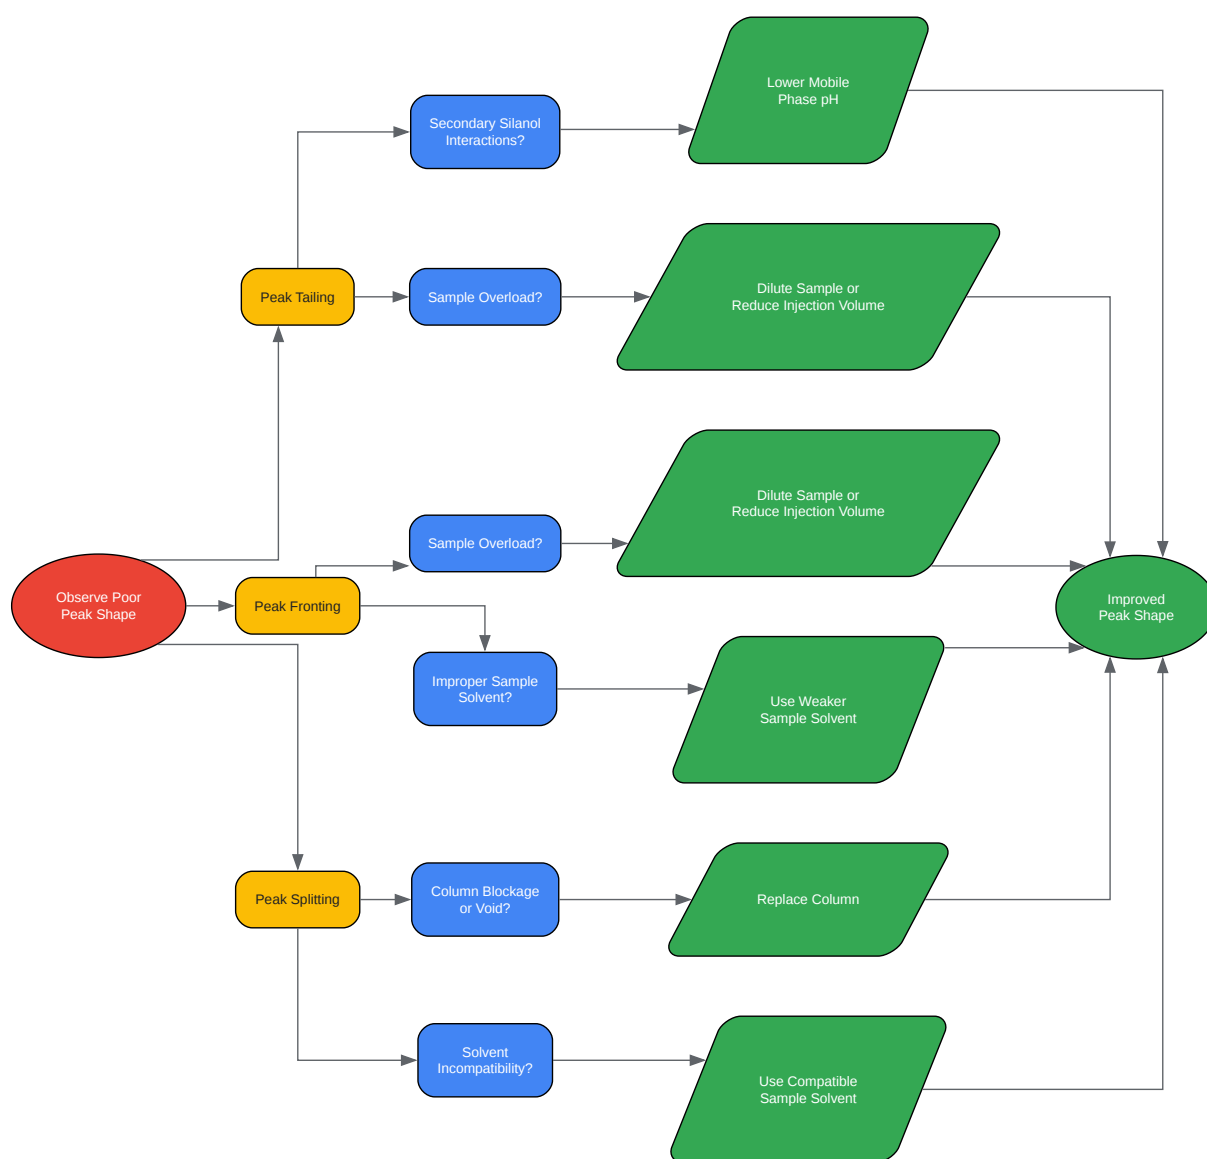 Lower Mobile
Phase pH
Secondary Silanol
Interactions?
Peak Tailing
Sample Overload?
Dilute Sample or
Reduce Injection Volume
Dilute Sample or
Reduce Injection Volume
Sample Overload?
Observe Poor
Peak Shape
Peak Fronting
Improved
Peak Shape
Improper Sample
Solvent?
Use Weaker
Sample Solvent
Peak Splitting
Column Blockage
or Void?
Replace Column
Solvent
Incompatibility?
Use Compatible
Sample Solvent